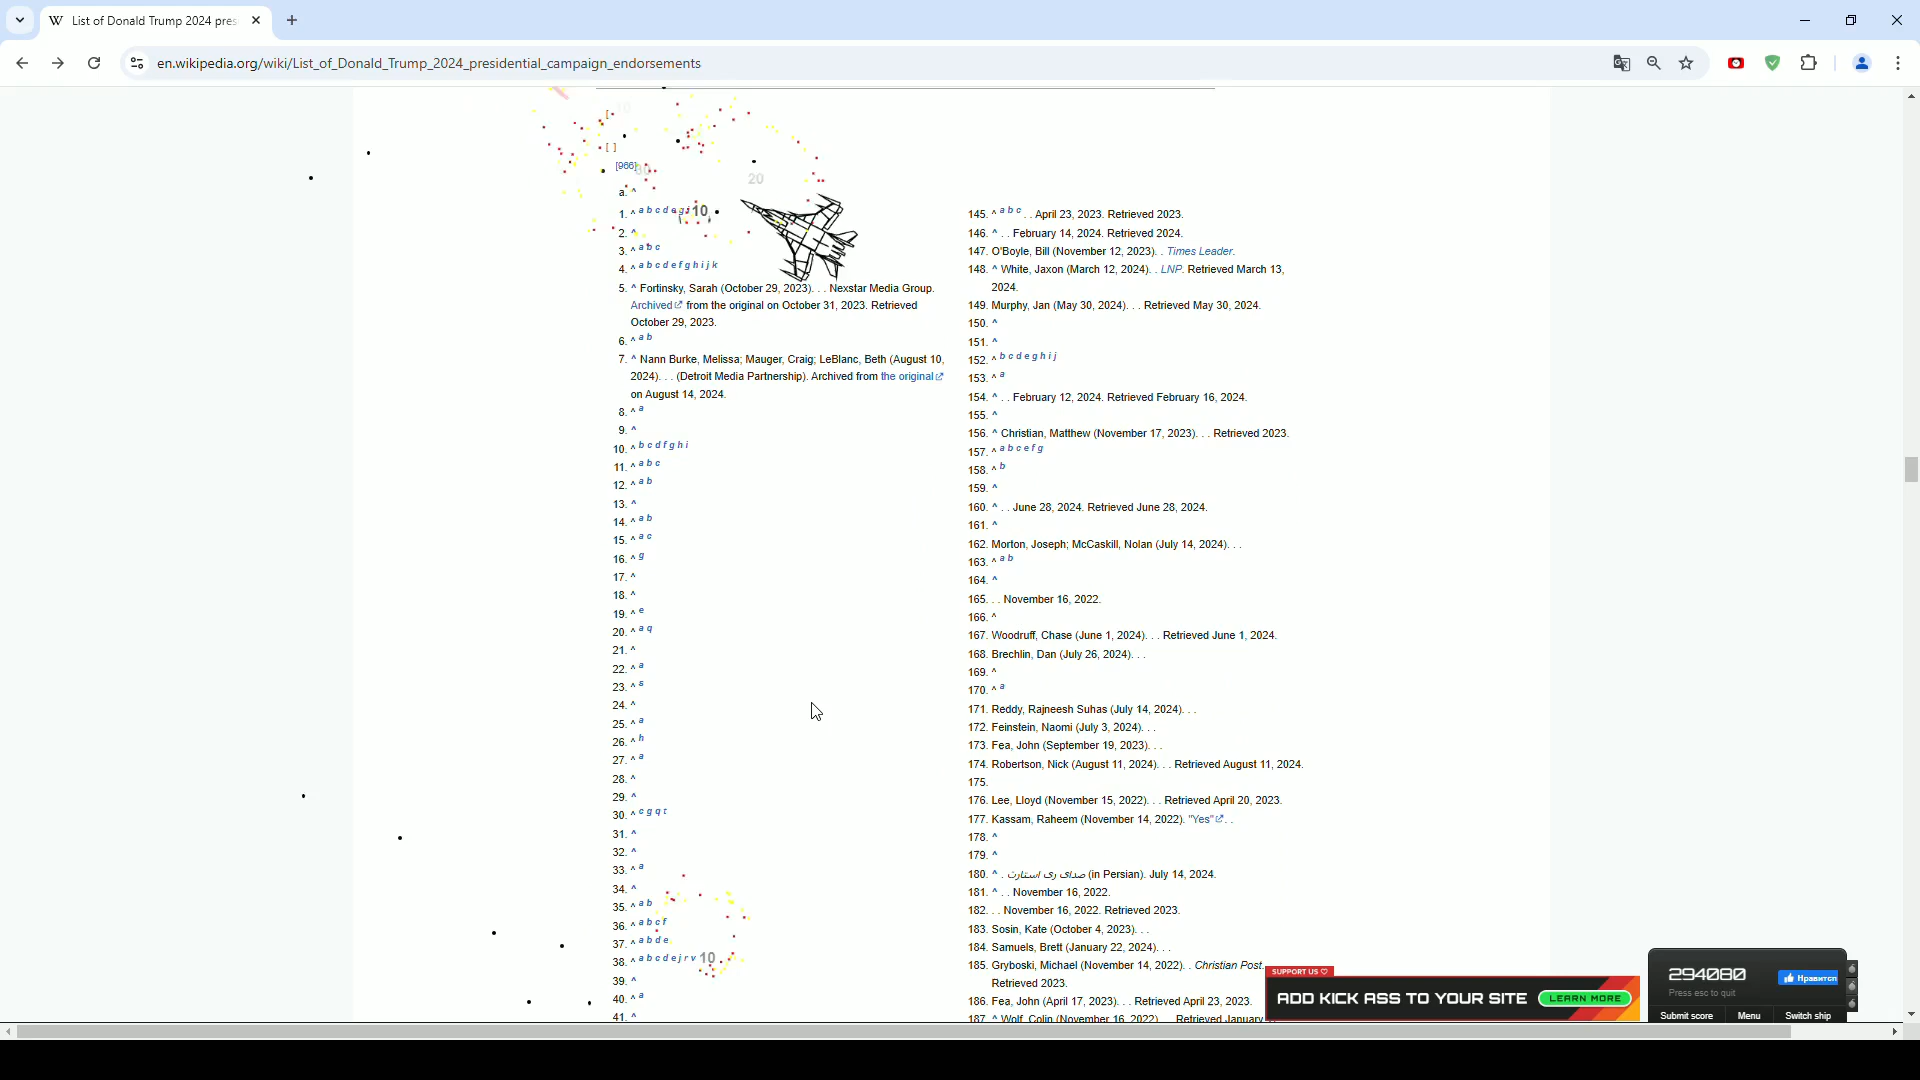 List of Donald Trump 2024 pres
en.wikipedia.org/wiki/List_of_Donald_Trump_2024_presidential_campaign_endorsements
10
[
[ ]
[966]
30
20
a. ^
1. ^ a b c d e g i 10
2. ^
3. ^ a b c
4. ^ a b c d e f g h i j k
5. ^ Fortinsky, Sarah (October 29, 2023). . . Nexstar Media Group.
Archived from the original on October 31, 2023. Retrieved
October 29, 2023.
6. ^ a b
7. ^ Nann Burke, Melissa; Mauger, Craig; LeBlanc, Beth (August 10,
2024). . . (Detroit Media Partnership). Archived from the original
on August 14, 2024.
8. ^ a
9. ^
10. ^ b c d f g h i
11. ^ a b c
12. ^ a b
13. ^
14. ^ a b
15. ^ a c
16. ^ g
17. ^
18. ^
19. ^ e
20. ^ a q
21. ^
22. ^ a
23. ^ s
24. ^
25. ^ a
26. ^ h
27. ^ a
28. ^
29. ^
30. ^ c g q t
31. ^
32. ^
33. ^ a
34. ^
35. ^ a b
36. ^ a b c f
37. ^ a b d e
38. ^ a b c d e j r v 10
39. ^
40. ^ a
41. ^
145. ^ a b c . . April 23, 2023. Retrieved 2023.
146. ^ . . February 14, 2024. Retrieved 2024.
147. O'Boyle, Bill (November 12, 2023). . Times Leader.
148. ^ White, Jaxon (March 12, 2024). . LNP. Retrieved March 13,
2024.
149. Murphy, Jan (May 30, 2024). . . Retrieved May 30, 2024.
150. ^
151. ^
152. ^ b c d e g h i j
153. ^ a
154. ^ . . February 12, 2024. Retrieved February 16, 2024.
155. ^
156. ^ Christian, Matthew (November 17, 2023). . . Retrieved 2023.
157. ^ a b c e f g
158. ^ b
159. ^
160. ^ . . June 28, 2024. Retrieved June 28, 2024.
161. ^
162. Morton, Joseph; McCaskill, Nolan (July 14, 2024). . .
163. ^ a b
164. ^
165. . . November 16, 2022.
166. ^
167. Woodruff, Chase (June 1, 2024). . . Retrieved June 1, 2024.
168. Brechlin, Dan (July 26, 2024). . .
169. ^
170. ^ a
171. Reddy, Rajneesh Suhas (July 14, 2024). . .
172. Feinstein, Naomi (July 3, 2024). . .
173. Fea, John (September 19, 2023). . .
174. Robertson, Nick (August 11, 2024). . . Retrieved August 11, 2024.
175.
176. Lee, Lloyd (November 15, 2022). . . Retrieved April 20, 2023.
177. Kassam, Raheem (November 14, 2022). "Yes" . .
178. ^
179. ^
180. ^ . صدای ری استارت (in Persian). July 14, 2024.
181. ^ . . November 16, 2022.
182. . . November 16, 2022. Retrieved 2023.
183. Sosin, Kate (October 4, 2023). . .
184. Samuels, Brett (January 22, 2024). . .
185. Gryboski, Michael (November 14, 2022). . Christian Post.
Retrieved 2023.
186. Fea, John (April 17, 2023). . . Retrieved April 23, 2023.
187. ^ Wolf, Colin (November 16, 2022). . . Retrieved January
SUPPORT US
ADD KICK ASS TO YOUR SITE LEARN MORE
294080
Нравится
Press esc to quit
Submit score Menu Switch ship